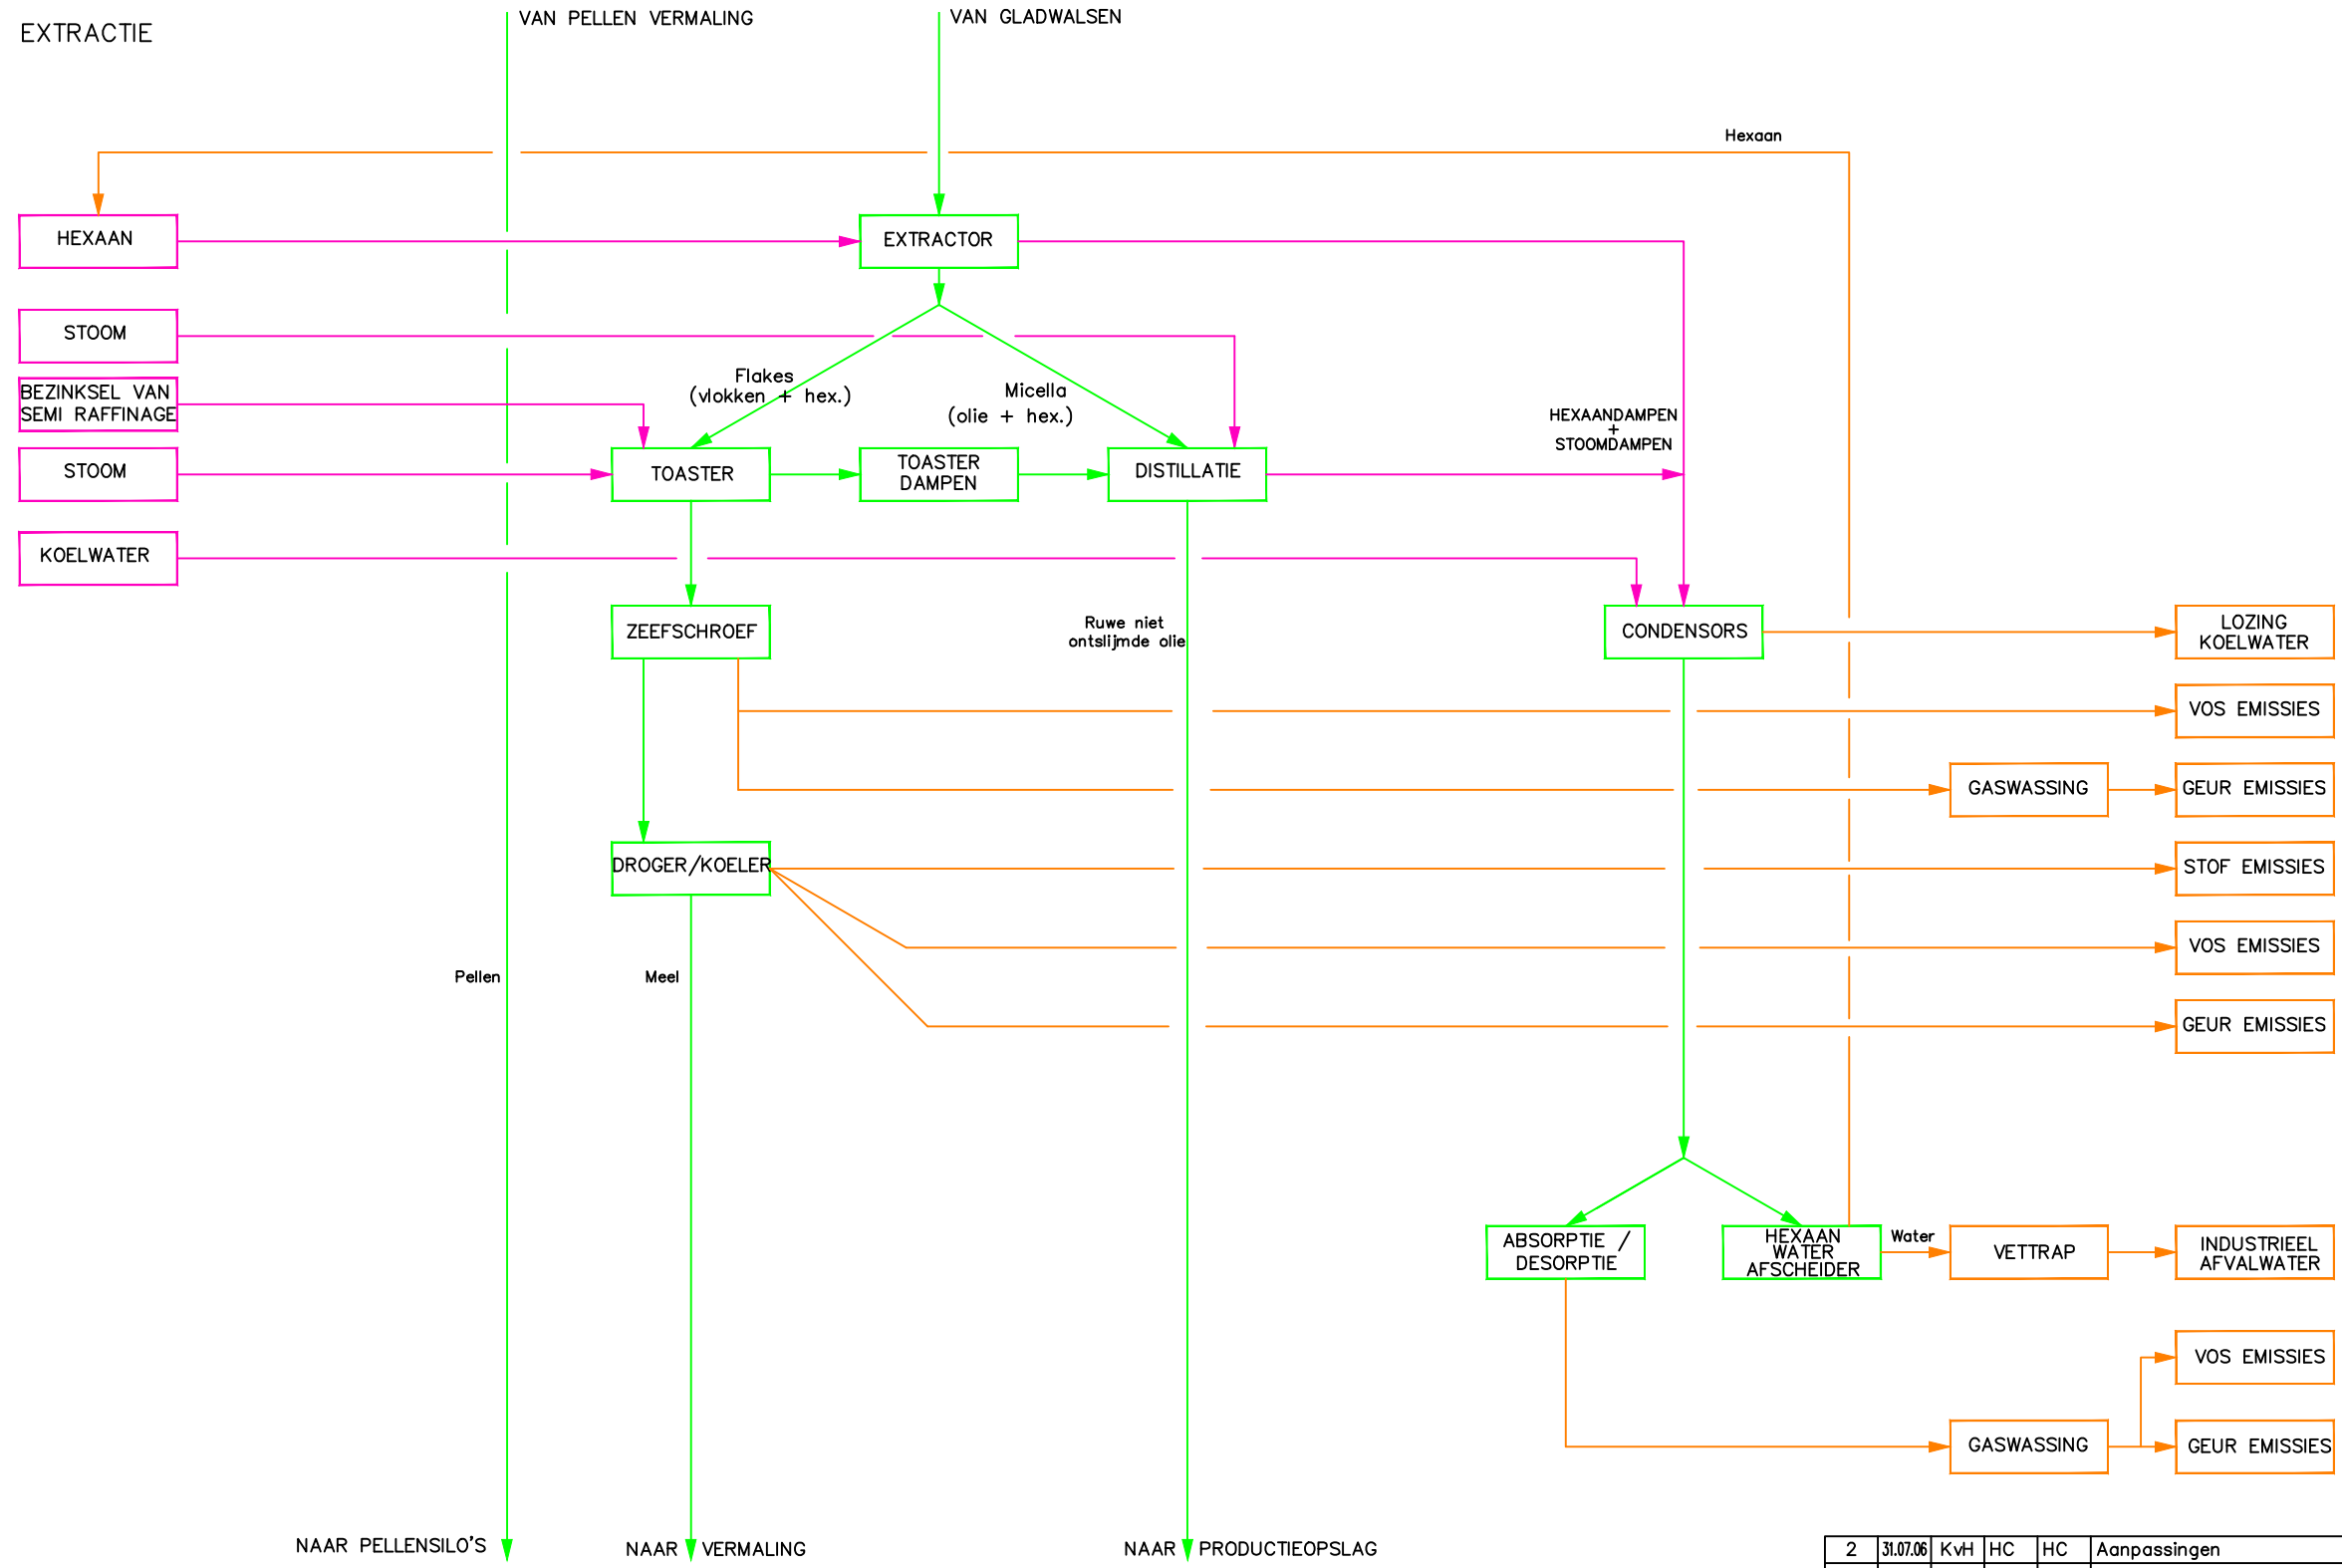 EXTRACTIE
VAN PELLEN VERMALING
VAN GLADWALSEN
Hexaan
HEXAAN
EXTRACTOR
STOOM
Flakes
(vlokken + hex.)
Micella
(olie + hex.)
BEZINKSEL VAN
SEMI RAFFINAGE
HEXAANDAMPEN
+
STOOMDAMPEN
STOOM
TOASTER
TOASTER
DAMPEN
DISTILLATIE
KOELWATER
ZEEFSCHROEF
Ruwe niet
ontslijmde olie
CONDENSORS
LOZING
KOELWATER
VOS EMISSIES
GASWASSING
GEUR EMISSIES
DROGER/KOELER
STOF EMISSIES
VOS EMISSIES
Pellen
Meel
GEUR EMISSIES
ABSORPTIE /
DESORPTIE
HEXAAN
WATER
AFSCHEIDER
Water
VETTRAP
INDUSTRIEEL
AFVALWATER
VOS EMISSIES
GASWASSING
GEUR EMISSIES
NAAR PELLENSILO'S
NAAR VERMALING
NAAR PRODUCTIEOPSLAG
2 31.07.06 KvH HC HC Aanpassingen